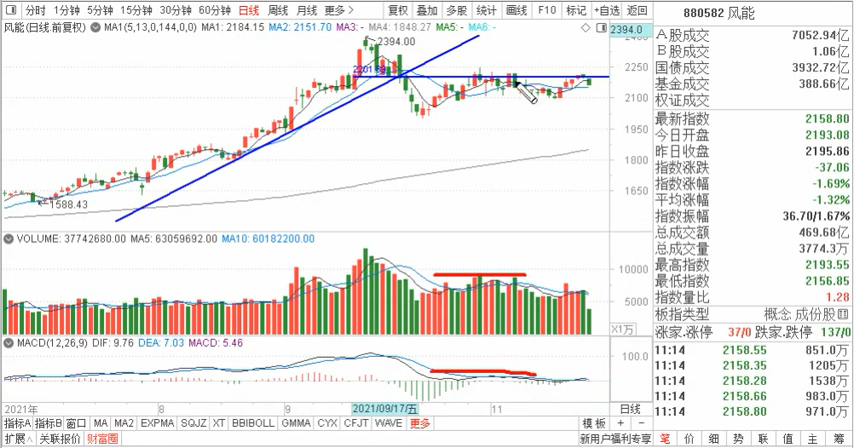 分时 1分钟 5分钟 15分钟 30分钟 60分钟 日线 周线 月线 更多 复权 叠加 多股 统计 画线 F10 标记 +自选 返回
880582 风能
风能(日线.前复权) MA1(5,13,0,144,0,0) MA1: 2184.15 MA2: 2151.70 MA3: - MA4: 1848.27 MA5: - MA6: -
2394.0
2394.00
2250
2100
1950
1800
1650
1588.43
VOLUME: 37742680.00 MA5: 63059692.00 MA10: 60182200.00
10000
5000
X1万
MACD(12,26,9) DIF: 9.76 DEA: 7.03 MACD: 5.46
100.0
0.0
2021年 8 9 2021/09/17/五 11 日线
指标A 指标B 窗口 MA MA2 EXPMA SQJZ XT BBIBOLL GMMA CYX CFJT WAVE 更多 模板 + −
扩展∧ 关联报价 财富圈 新用户福利专享
A股成交 7052.94亿
B股成交 1.06亿
国债成交 3932.72亿
基金成交 388.66亿
权证成交
最新指数 2158.80
今日开盘 2193.08
昨日收盘 2195.86
指数涨跌 -37.06
指数涨幅 -1.69%
平均涨幅 -1.32%
指数振幅 36.70/1.67%
总成交额 469.68亿
总成交量 3774.3万
最高指数 2193.55
最低指数 2156.85
指数量比 1.28
板指类型 概念 成份股
涨家.涨停 37/0 跌家.跌停 137/0
11:14 2158.55 851.0万
11:14 2158.35 1205万
11:14 2158.28 1538万
11:14 2158.66 983.0万
11:14 2158.80 971.0万
笔 价 细 势 联 值 主 筹